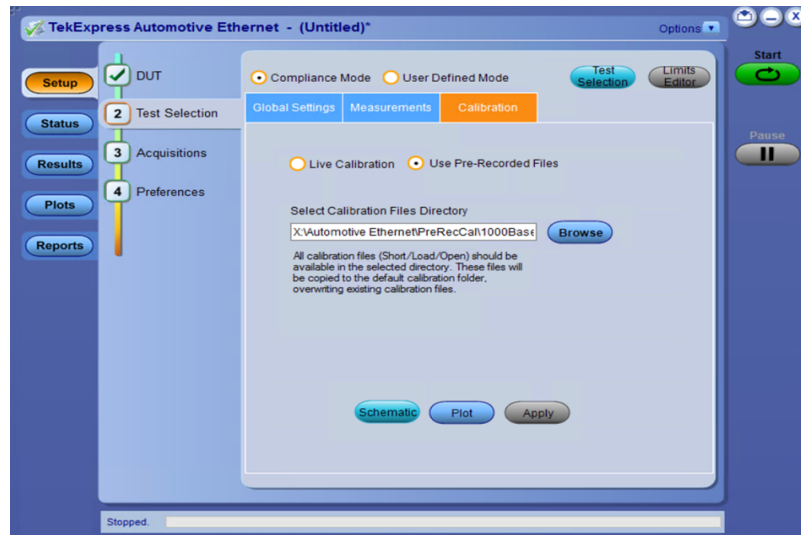 TekExpress Automotive Ethernet - (Untitled)*
Options
Start
Pause
Setup
Status
Results
Plots
Reports
DUT
2 Test Selection
3 Acquisitions
4 Preferences
Compliance Mode
User Defined Mode
Test Selection
Limits Editor
Global Settings
Measurements
Calibration
Live Calibration
Use Pre-Recorded Files
Select Calibration Files Directory
X:\Automotive Ethernet\PreRecCal\1000Base
Browse
All calibration files (Short/Load/Open) should be
available in the selected directory. These files will
be copied to the default calibration folder,
overwriting existing calibration files.
Schematic
Plot
Apply
Stopped.